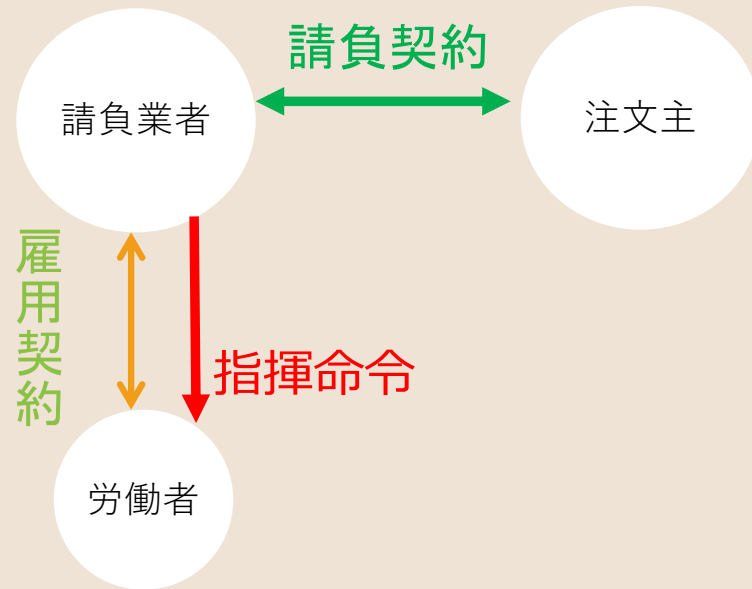 請負契約
請負業者
注文主
雇用契約
指揮命令
労働者